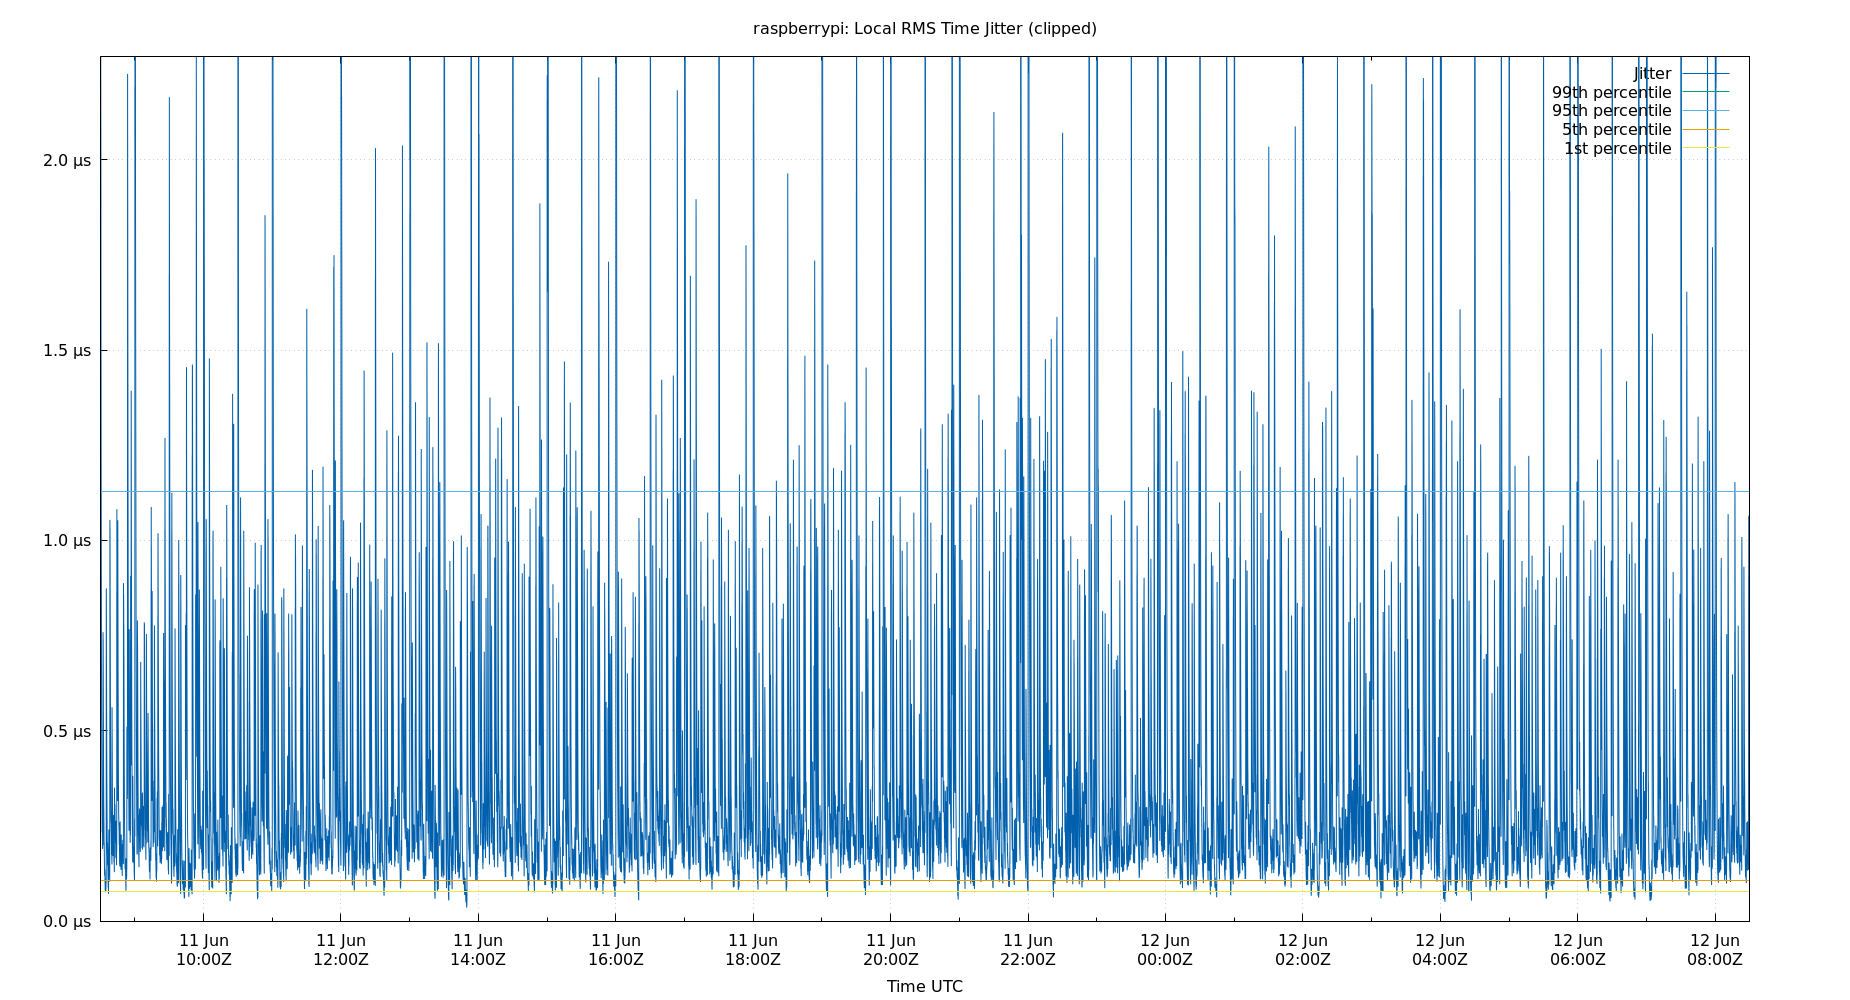 raspberrypi: Local RMS Time Jitter (clipped)
Jitter
99th percentile
95th percentile
5th percentile
1st percentile
2.0 µs
1.5 µs
1.0 µs
0.5 µs
0.0 µs
11 Jun 11 Jun 11 Jun 11 Jun 11 Jun 11 Jun 11 Jun 12 Jun 12 Jun 12 Jun 12 Jun 12 Jun
10:00Z 12:00Z 14:00Z 16:00Z 18:00Z 20:00Z 22:00Z 00:00Z 02:00Z 04:00Z 06:00Z 08:00Z
Time UTC